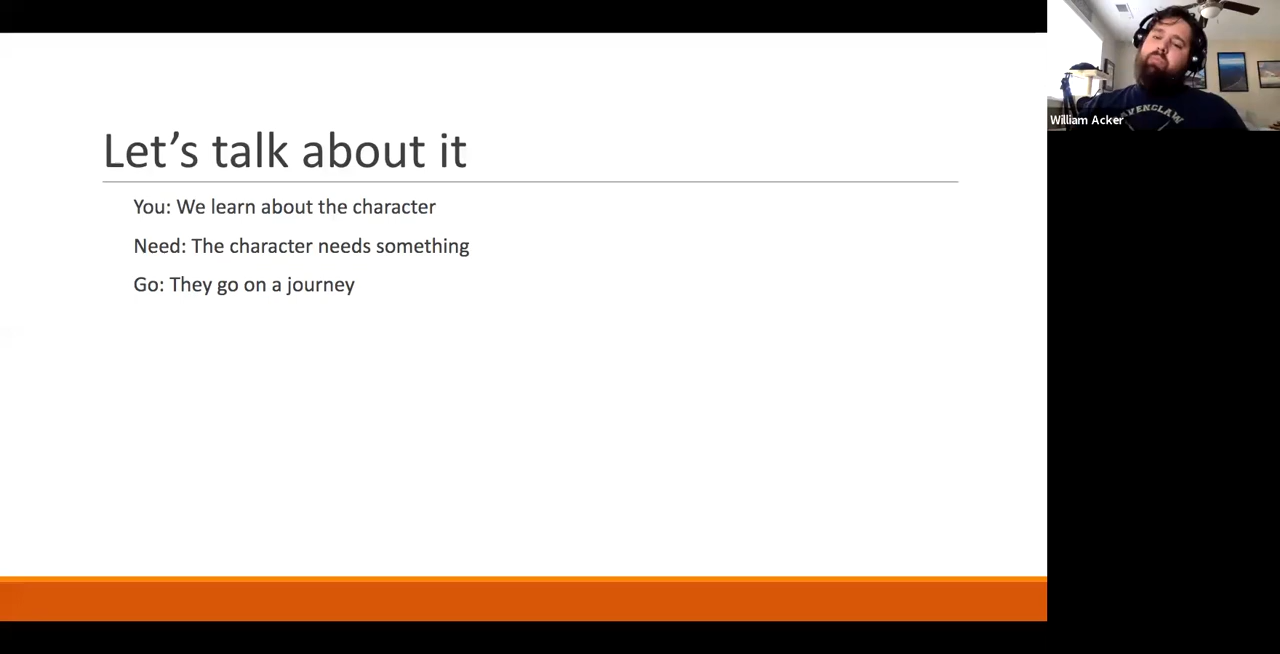 Let's talk about it
You: We learn about the character
Need: The character needs something
Go: They go on a journey
William Acker